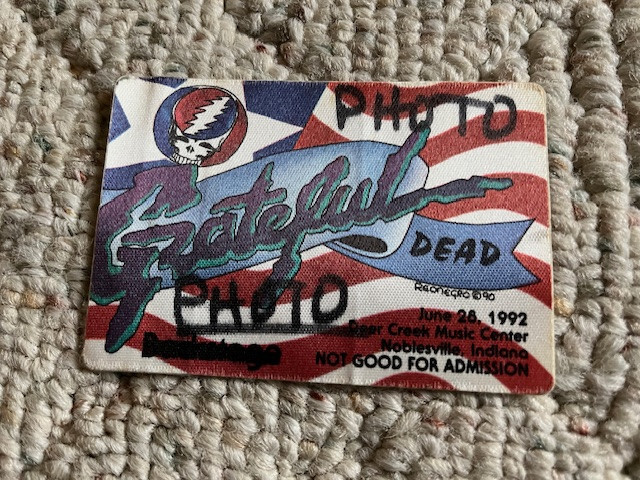 PHOTO
Grateful
DEAD
REONEGRO © 90
PHOTO
June 28, 1992
Deer Creek Music Center
Backstage
Noblesville, Indiana
NOT GOOD FOR ADMISSION